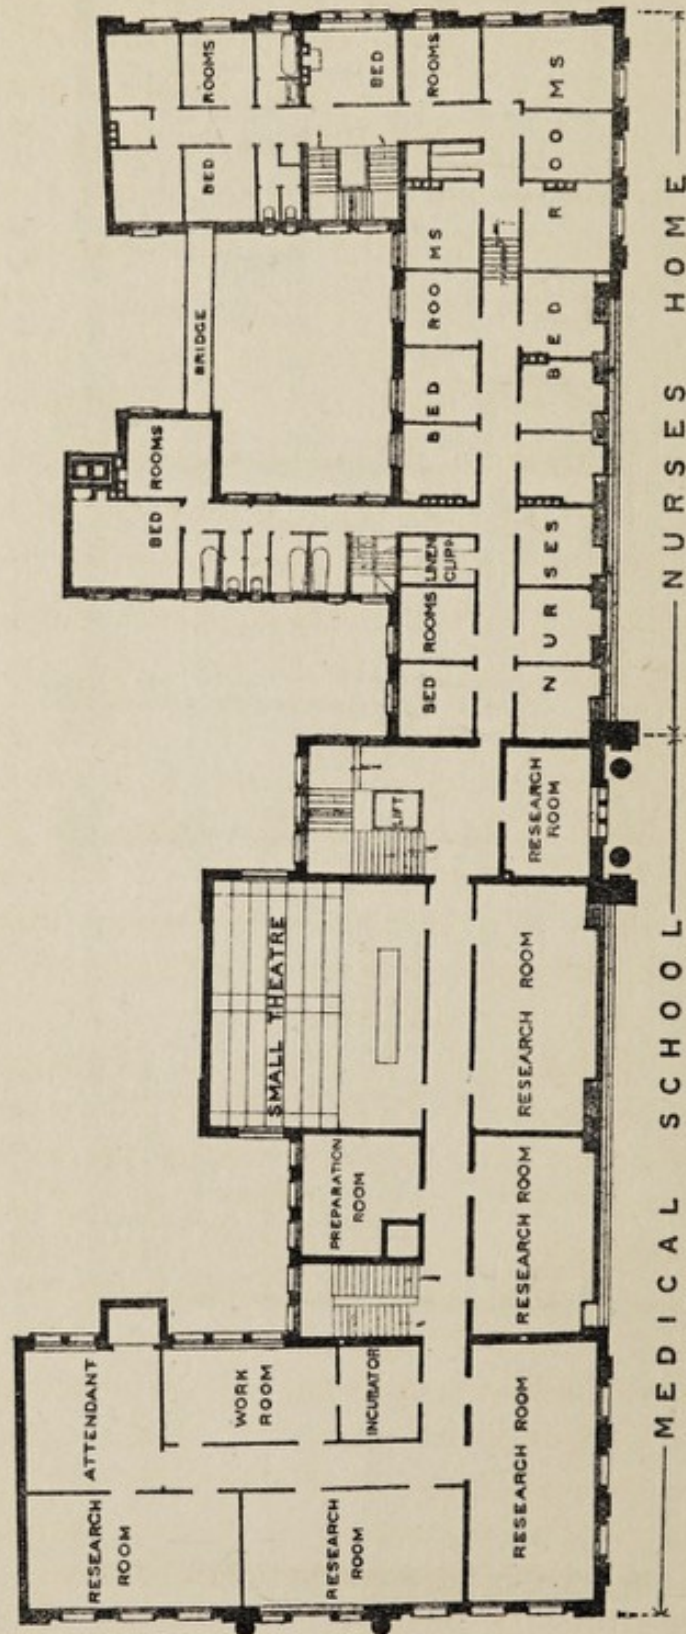 ROOMS
BED
BED
ROOMS
BED ROOMS
BRIDGE
BED ROOMS
ROOMS
BED
LINEN
CUPD
ROOMS
BED
NURSES BED ROOMS
LIFT
RESEARCH
ROOM
SMALL THEATRE
RESEARCH ROOM
PREPARATION
ROOM
RESEARCH ROOM
ATTENDANT
WORK
ROOM
INCUBATOR
RESEARCH
ROOM
RESEARCH
ROOM
RESEARCH ROOM
MEDICAL SCHOOL
NURSES HOME